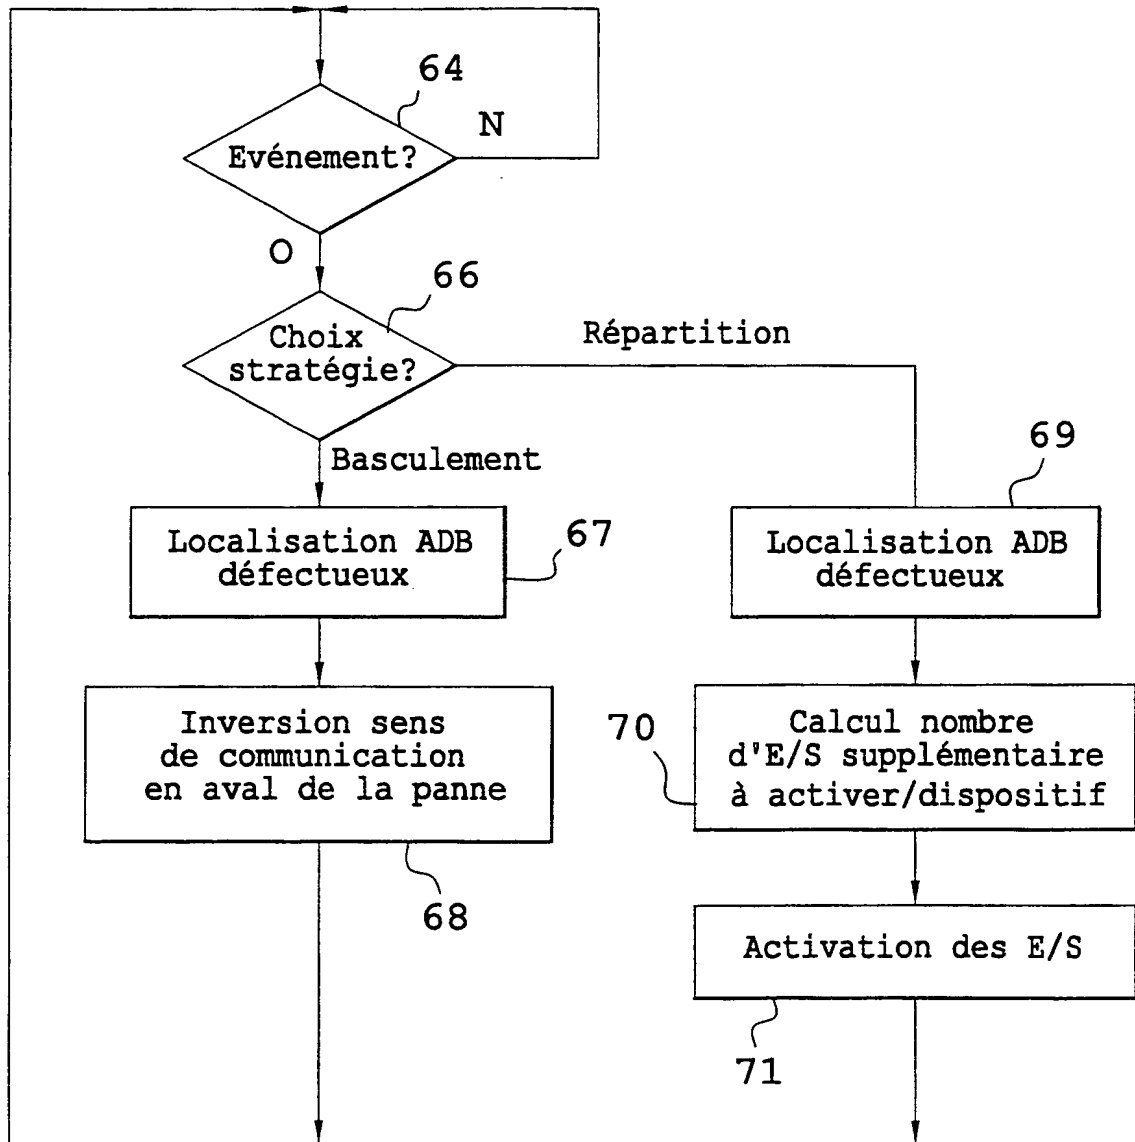 64
N
Evénement?
O
66
Choix
stratégie?
Répartition
Basculement
69
Localisation ADB
défectueux
67
Localisation ADB
défectueux
Inversion sens
de communication
en aval de la panne
68
70
Calcul nombre
d'E/S supplémentaire
à activer/dispositif
Activation des E/S
71